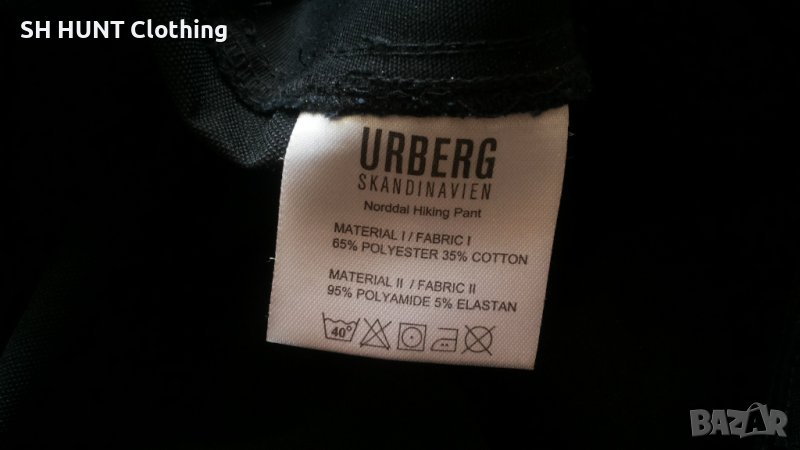 SH HUNT Clothing
URBERG
SKANDINAVIEN
Norddal Hiking Pant
MATERIAL I / FABRIC I
65% POLYESTER 35% COTTON
MATERIAL II / FABRIC II
95% POLYAMIDE 5% ELASTAN
40°
BAZAR